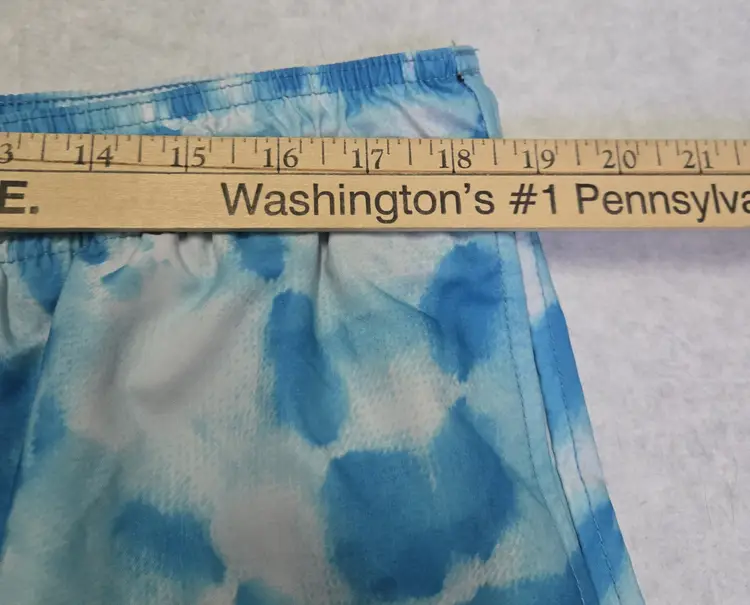 3 14 15 16 17 18 19 20 21
E. Washington's #1 Pennsylva